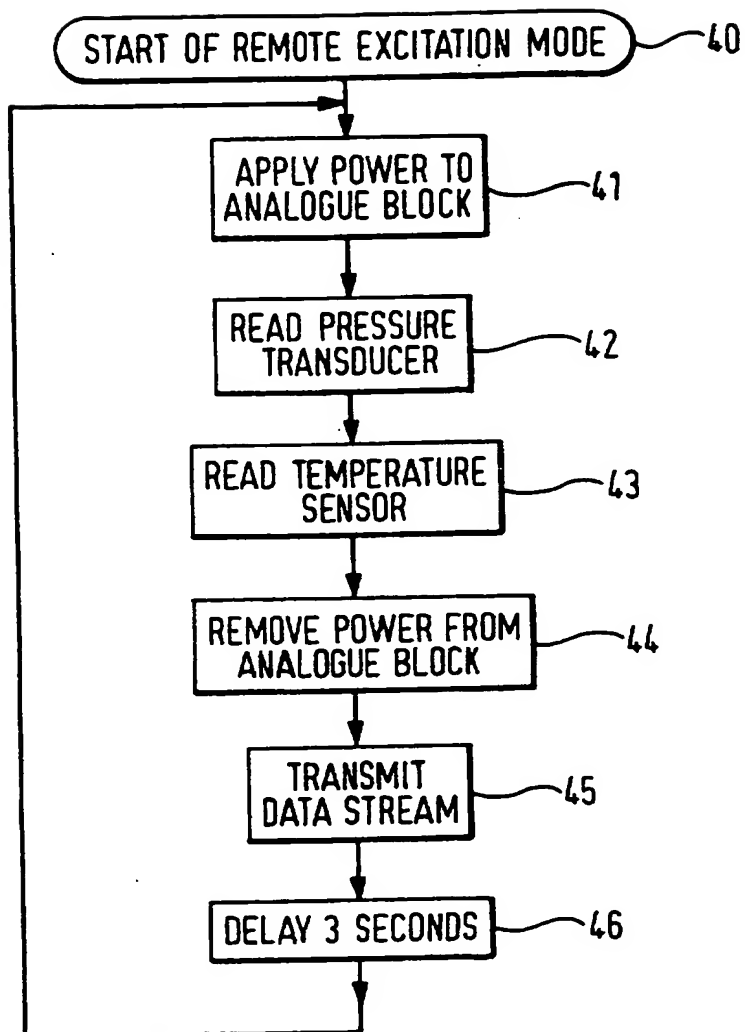 START OF REMOTE EXCITATION MODE
40
APPLY POWER TO
ANALOGUE BLOCK
41
READ PRESSURE
TRANSDUCER
42
READ TEMPERATURE
SENSOR
43
REMOVE POWER FROM
ANALOGUE BLOCK
44
TRANSMIT
DATA STREAM
45
DELAY 3 SECONDS
46